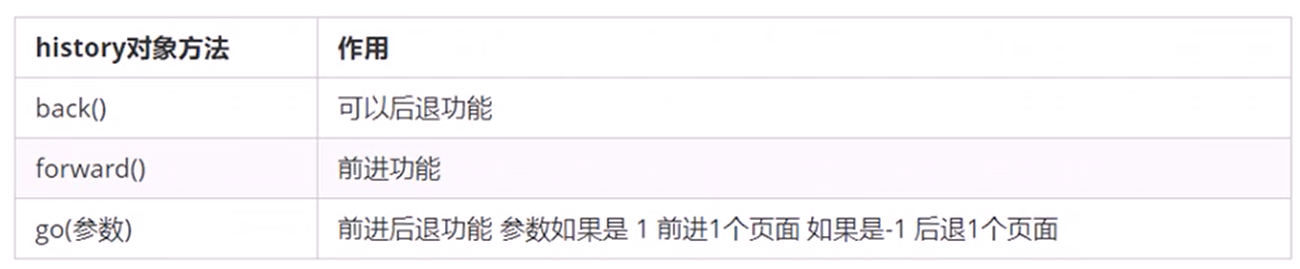 history对象方法 作用
back() 可以后退功能
forward() 前进功能
go(参数) 前进后退功能 参数如果是 1 前进1个页面 如果是-1 后退1个页面